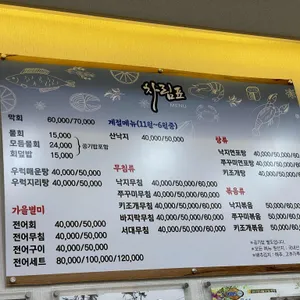 차림표
MENU
막회 60,000/70,000
물회 15,000
모듬물회 24,000
회덮밥 15,000
공기밥포함
우럭매운탕 40,000/50,000
우럭지리탕 40,000/50,000
가을별미
전어회 40,000/50,000
전어무침 40,000/50,000
전어구이 40,000/50,000
전어세트 80,000/100,000/120,000
계절메뉴(11월~6월중)
산낙지 40,000/50,000
무침류
낙지무침 40,000/50,000
쭈꾸미무침 40,000/50,000
키조개무침 40,000/50,000
바지락무침 40,000/50,000
서대무침 40,000/50,000
탕류
낙지연포탕 40,000/50,000/60,000
쭈꾸미연포탕 40,000/50,000/60,000
키조개탕 40,000/50,000/60,000
볶음류
낙지볶음 40,000/50,000/60,000
쭈꾸미볶음 40,000/50,000/60,000
키조개볶음 50,000/60,000